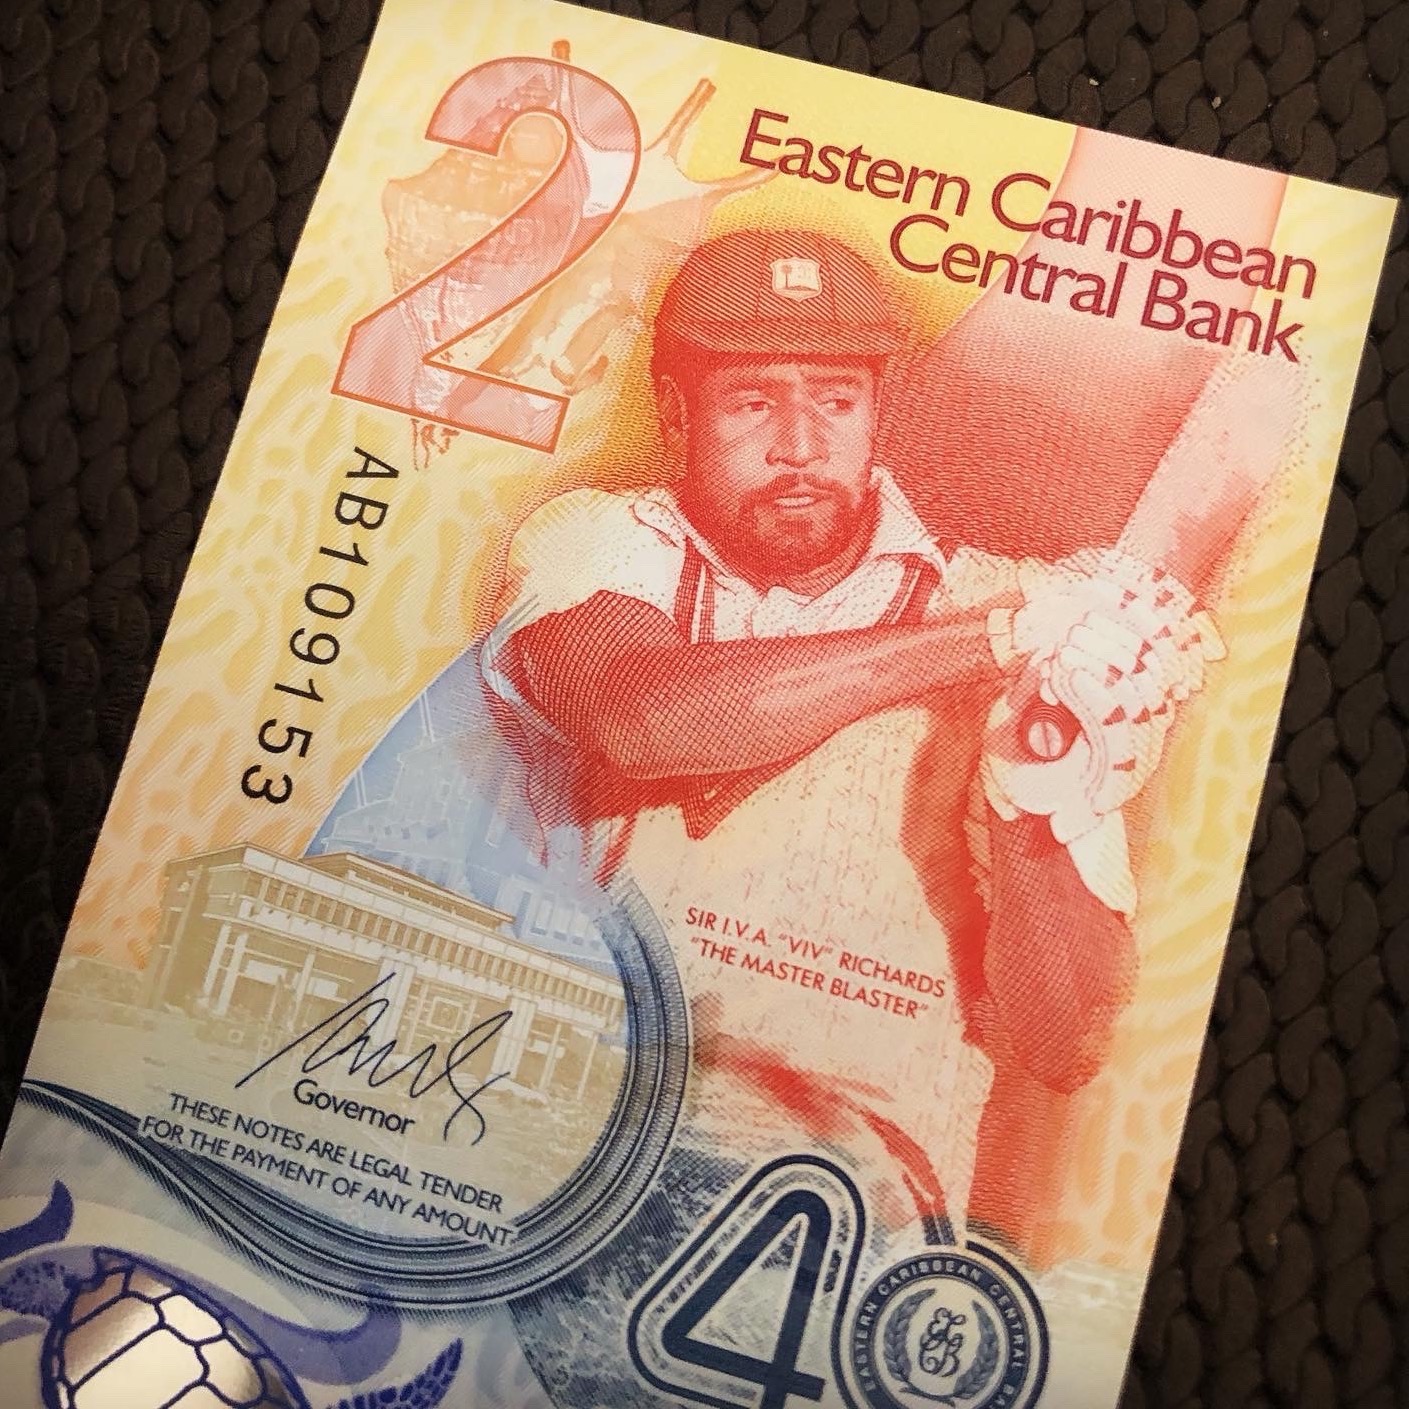 2
Eastern Caribbean
Central Bank
AB109153
SIR I.V.A. "VIV" RICHARDS
"THE MASTER BLASTER"
Governor
THESE NOTES ARE LEGAL TENDER
FOR THE PAYMENT OF ANY AMOUNT
40
EASTERN CARIBBEAN CENTRAL